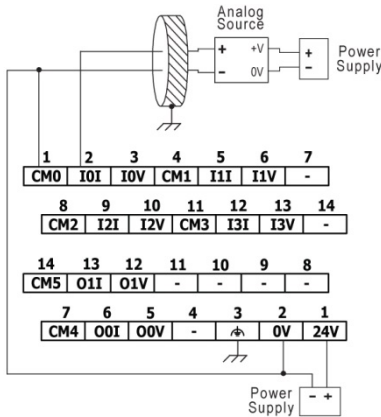 Analog
Source
+ +V + Power
- 0V - Supply
1 2 3 4 5 6 7
CM0 I0I I0V CM1 I1I I1V -
8 9 10 11 12 13 14
CM2 I2I I2V CM3 I3I I3V -
14 13 12 11 10 9 8
CM5 O1I O1V - - - -
7 6 5 4 3 2 1
CM4 O0I O0V - 0V 24V
Power - +
Supply